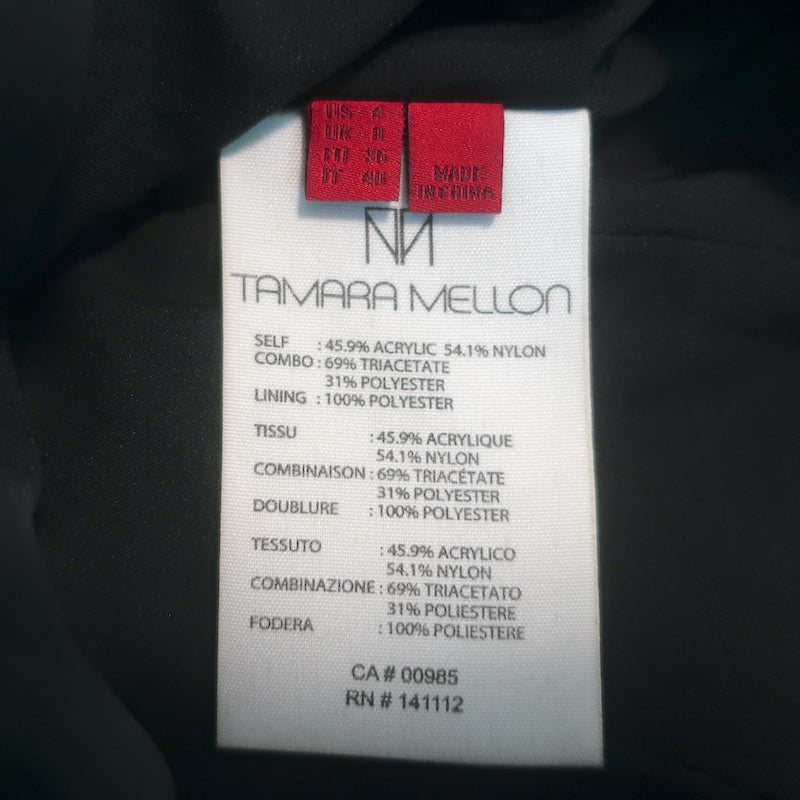 US 4
UK 8
FR 36
IT 40
MADE
IN CHINA
TAMARA MELLON
SELF : 45.9% ACRYLIC 54.1% NYLON
COMBO : 69% TRIACETATE
31% POLYESTER
LINING : 100% POLYESTER
TISSU : 45.9% ACRYLIQUE
54.1% NYLON
COMBINAISON : 69% TRIACÉTATE
31% POLYESTER
DOUBLURE : 100% POLYESTER
TESSUTO : 45.9% ACRYLICO
54.1% NYLON
COMBINAZIONE : 69% TRIACETATO
31% POLIESTERE
FODERA : 100% POLIESTERE
CA # 00985
RN # 141112